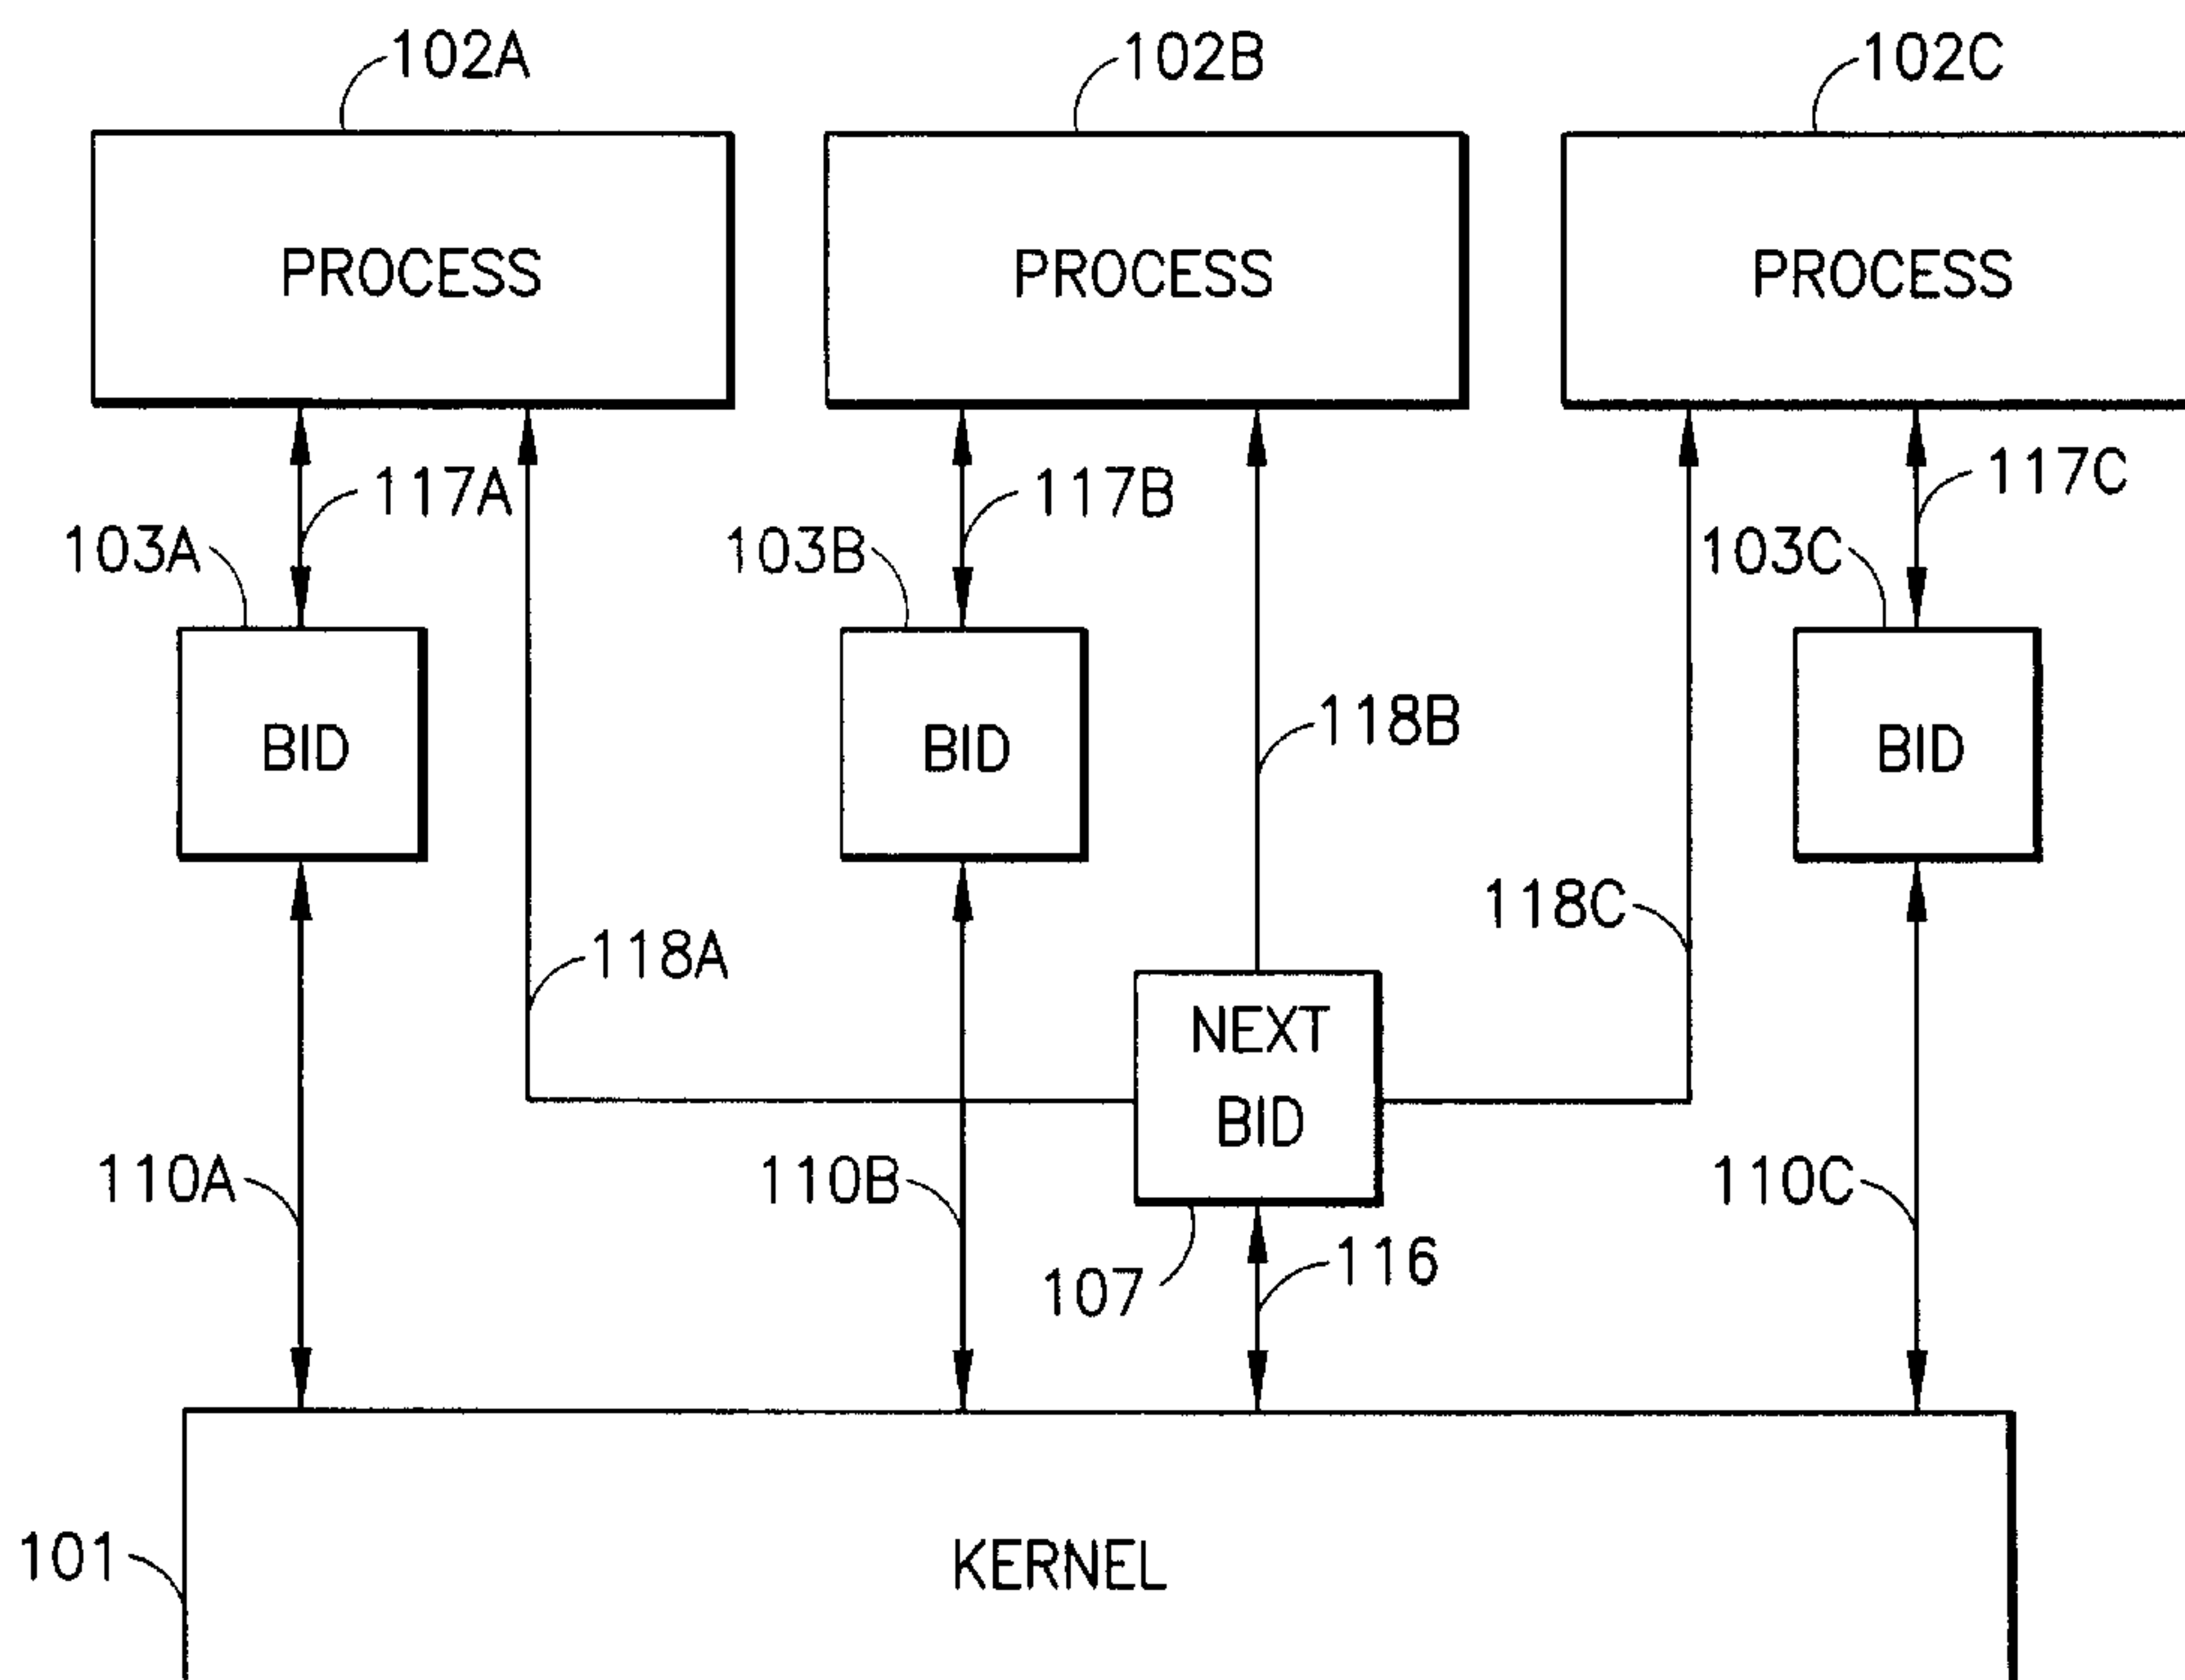 102A
102B
102C
PROCESS
PROCESS
PROCESS
117A
117B
117C
103A
103B
103C
BID
BID
BID
118B
118C
118A
NEXT
BID
110A
110B
110C
107
116
101
KERNEL